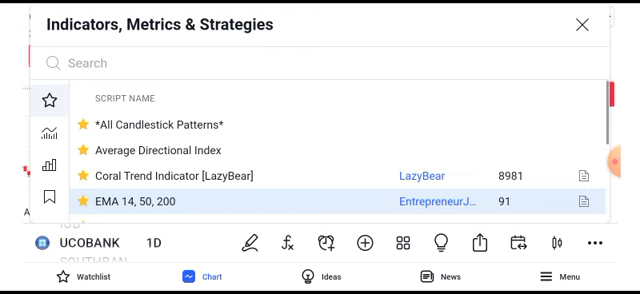 Indicators, Metrics & Strategies
Search
SCRIPT NAME
*All Candlestick Patterns*
Average Directional Index
Coral Trend Indicator [LazyBear] LazyBear 8981
EMA 14, 50, 200 EntrepreneurJ... 91
UCOBANK 1D
Watchlist Chart Ideas News Menu